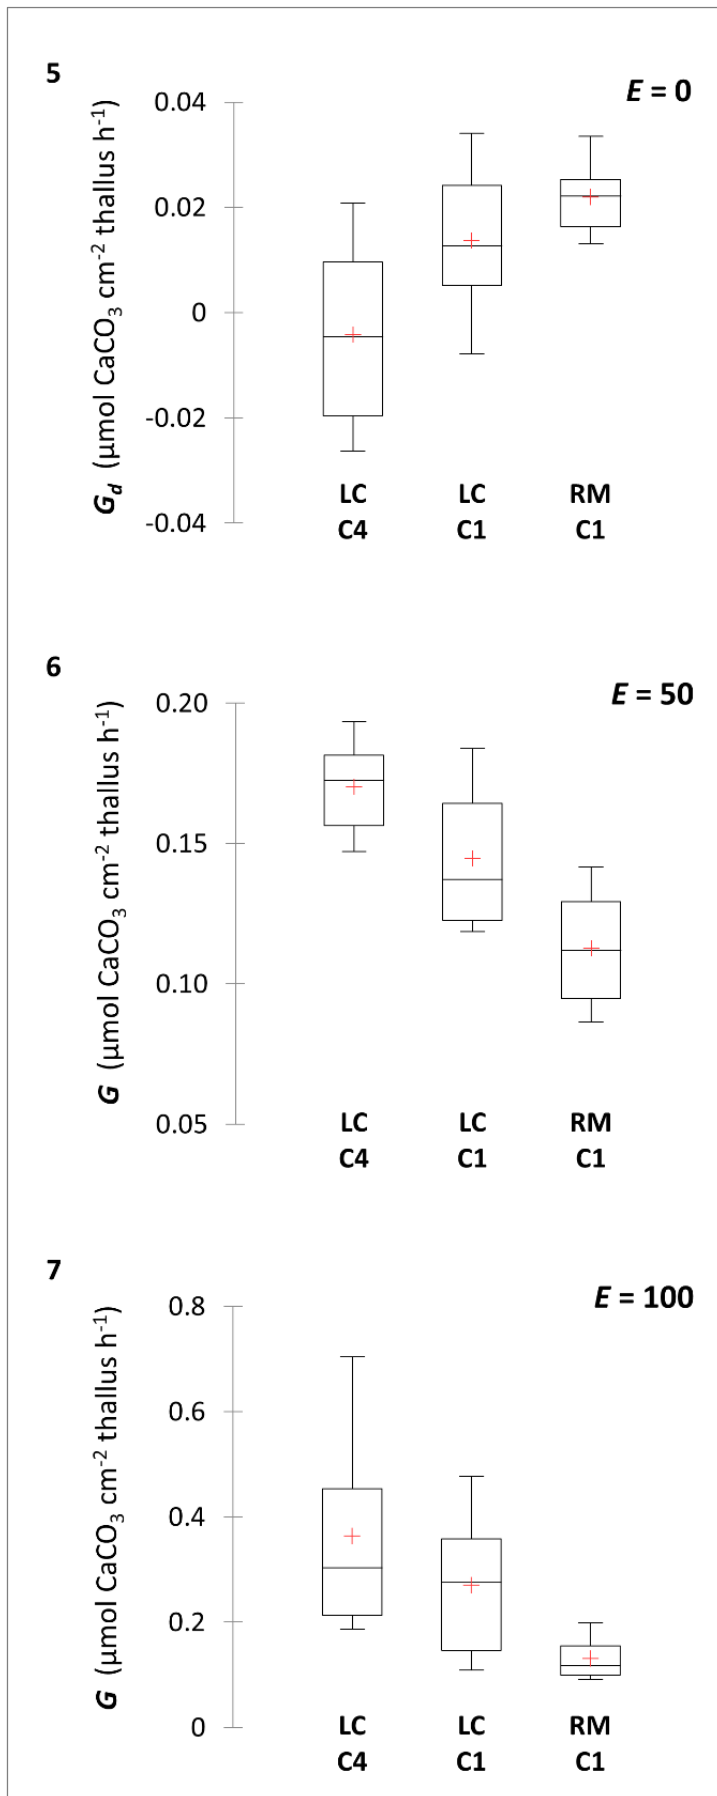 5
E = 0
G_d (µmol CaCO₃ cm⁻² thallus h⁻¹)
0.04
0.02
0
-0.02
-0.04
LC LC RM
C4 C1 C1
6
E = 50
G (µmol CaCO₃ cm⁻² thallus h⁻¹)
0.20
0.15
0.10
0.05
LC LC RM
C4 C1 C1
7
E = 100
G (µmol CaCO₃ cm⁻² thallus h⁻¹)
0.8
0.6
0.4
0.2
0
LC LC RM
C4 C1 C1